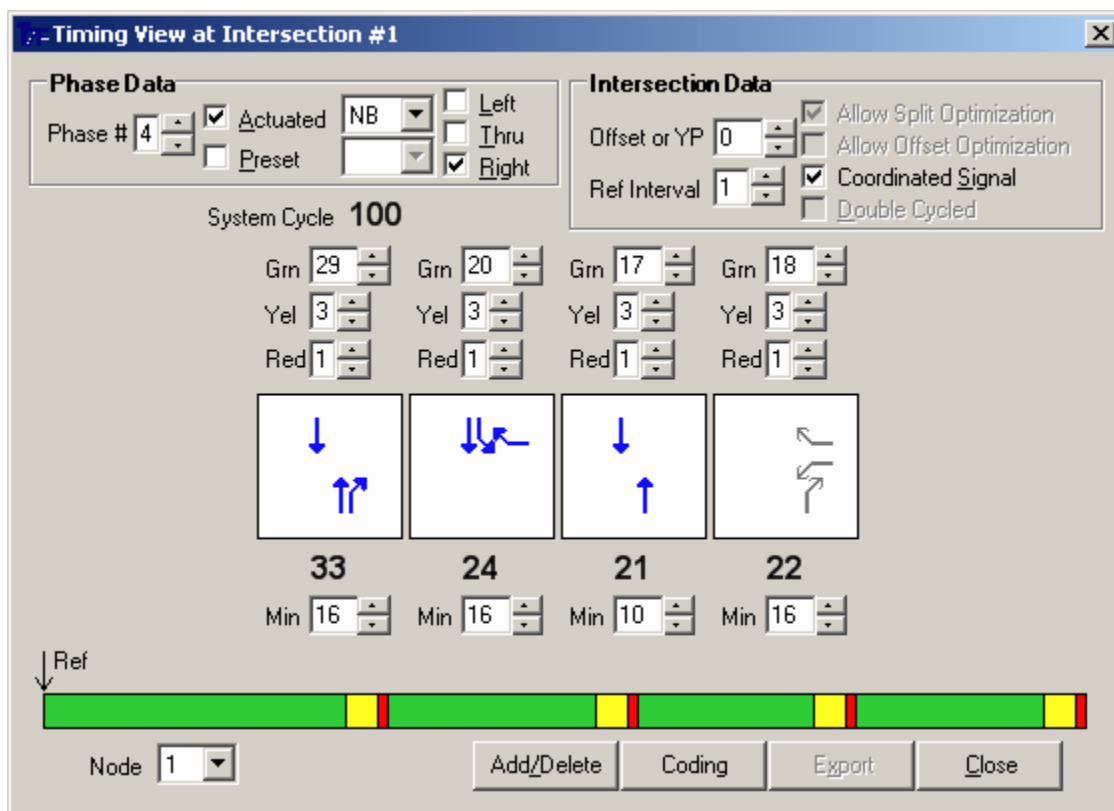 Timing View at Intersection #1
Phase Data
Phase # 4
Actuated
Preset
NB
Left
Thru
Right
Intersection Data
Offset or YP 0
Ref Interval 1
Allow Split Optimization
Allow Offset Optimization
Coordinated Signal
Double Cycled
System Cycle 100
Grn 29 Grn 20 Grn 17 Grn 18
Yel 3 Yel 3 Yel 3 Yel 3
Red 1 Red 1 Red 1 Red 1
33 24 21 22
Min 16 Min 16 Min 10 Min 16
Ref
Node 1 Add/Delete Coding Export Close